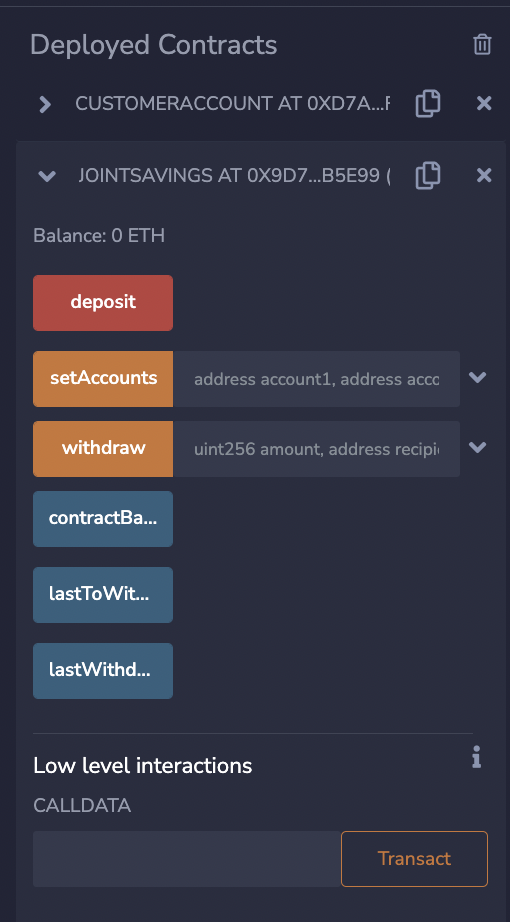 Deployed Contracts
CUSTOMERACCOUNT AT 0XD7A...F
JOINTSAVINGS AT 0X9D7...B5E99 (
Balance: 0 ETH
deposit
setAccounts address account1, address acco
withdraw uint256 amount, address recipi
contractBa...
lastToWit...
lastWithd...
Low level interactions
CALLDATA
Transact